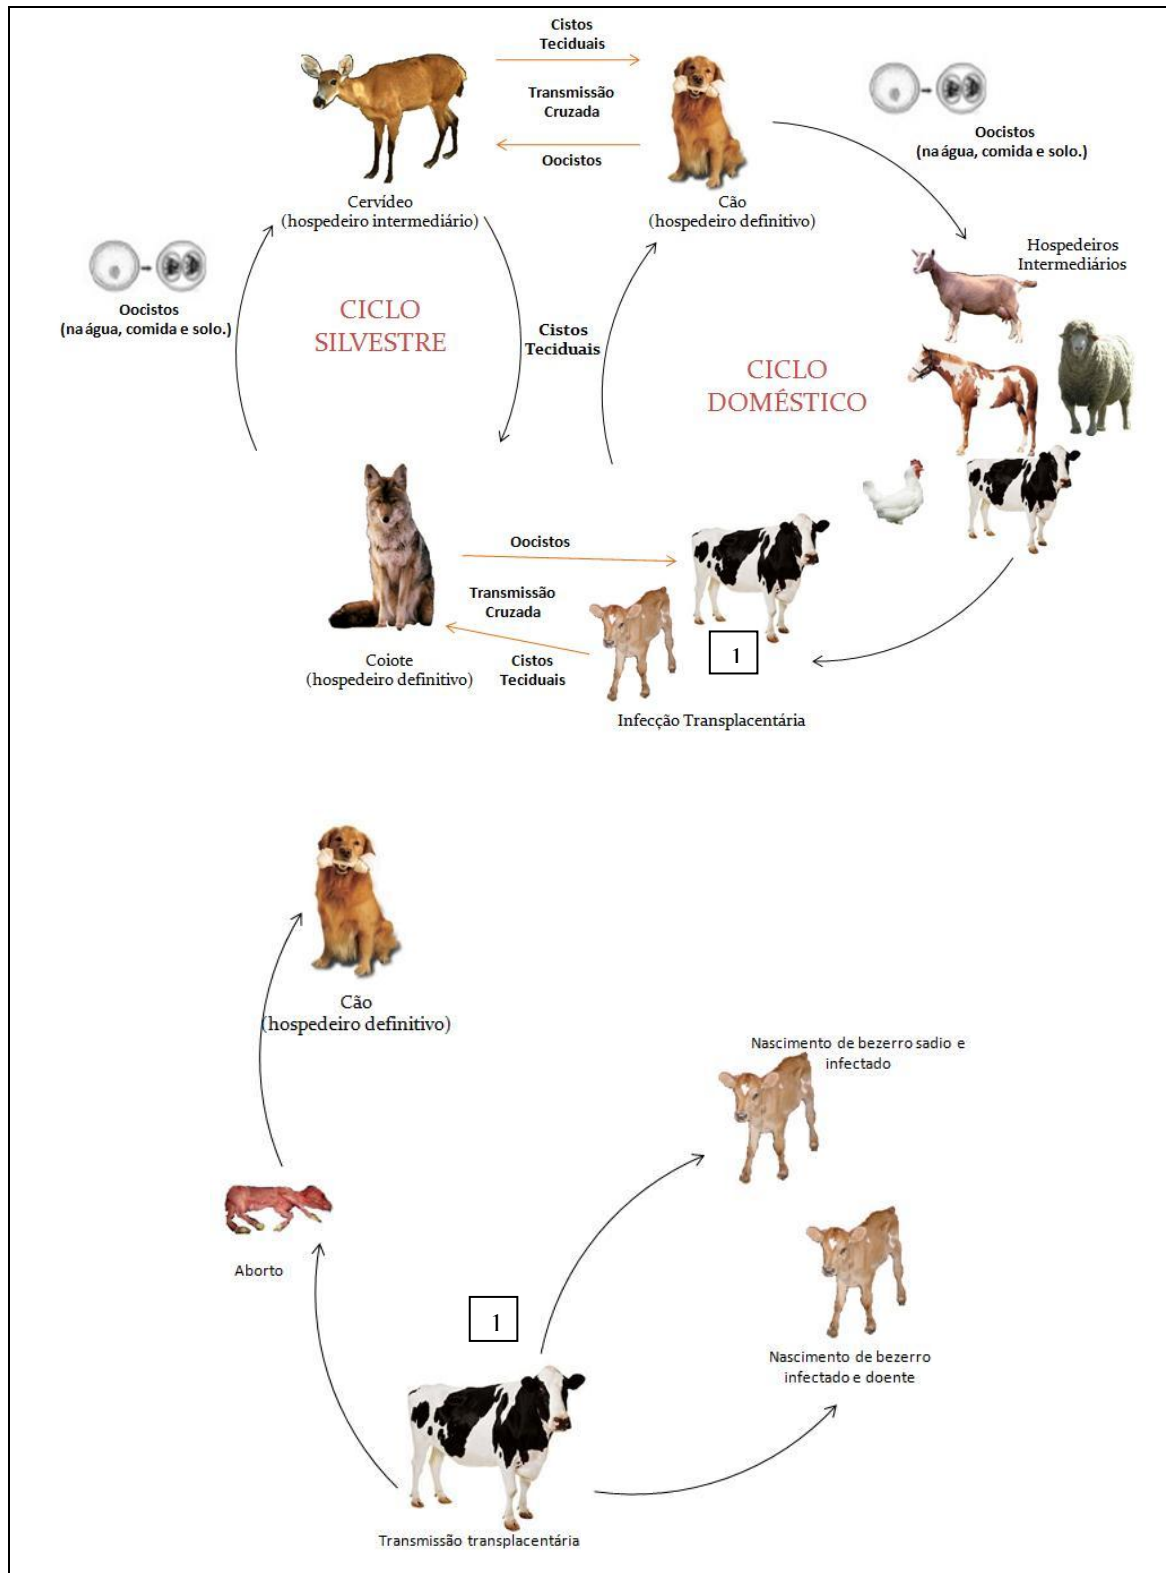 Cistos
Teciduais
Transmissão
Cruzada
Oocistos
Cervídeo
(hospedeiro intermediário)
Cão
(hospedeiro definitivo)
Oocistos
(na água, comida e solo.)
Hospedeiros
Intermediários
Oocistos
(na água, comida e solo.)
CICLO
SILVESTRE
Cistos
Teciduais
CICLO
DOMÉSTICO
Oocistos
Transmissão
Cruzada
Cistos
Teciduais
Coiote
(hospedeiro definitivo)
1
Infecção Transplacentária
Cão
(hospedeiro definitivo)
Nascimento de bezerro sadio e
infectado
Aborto
1
Nascimento de bezerro
infectado e doente
Transmissão transplacentária